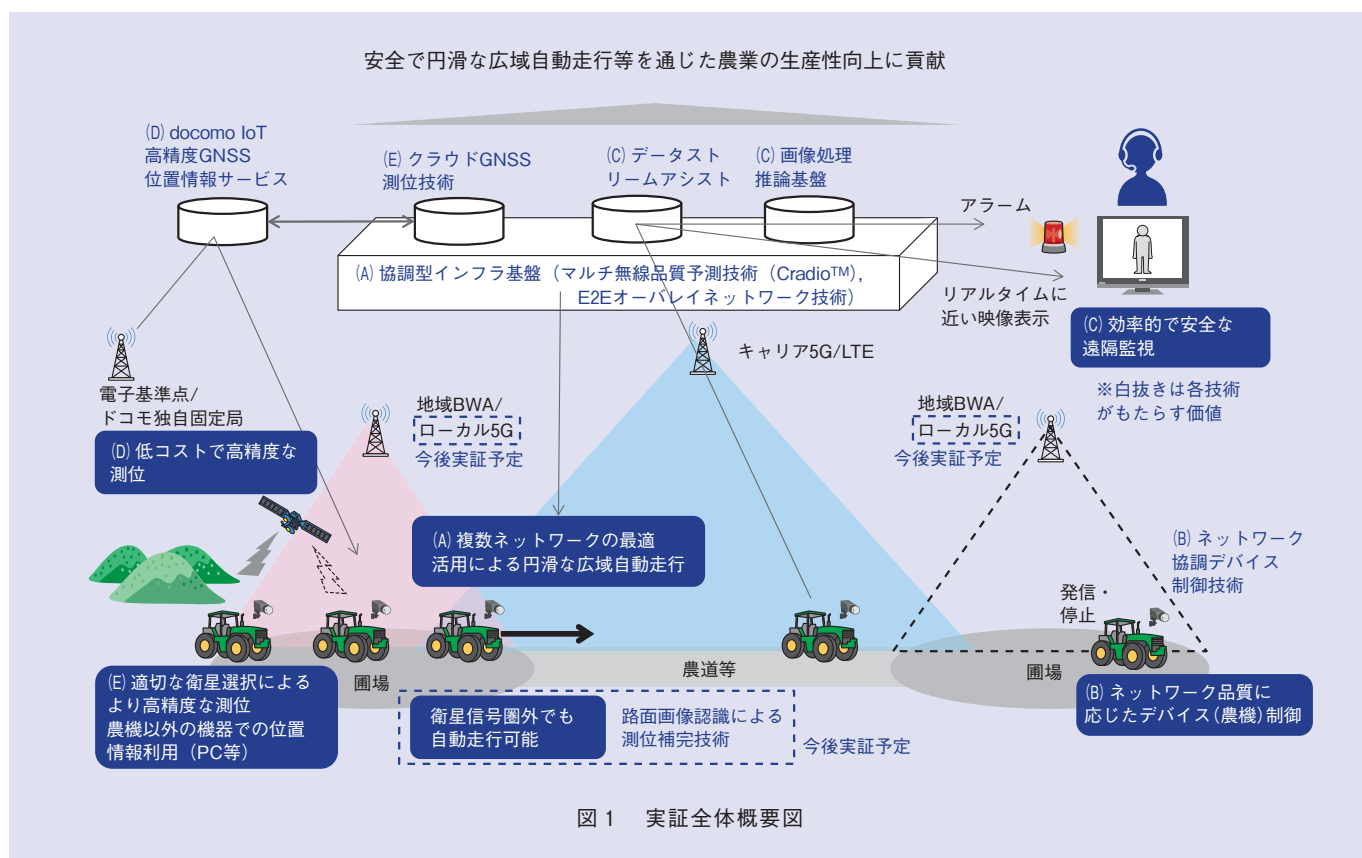 安全で円滑な広域自動走行等を通じた農業の生産性向上に貢献
(D) docomo IoT
高精度GNSS
位置情報サービス
(E) クラウドGNSS
測位技術
(C) データスト
リームアシスト
(C) 画像処理
推論基盤
アラーム
(A) 協調型インフラ基盤（マルチ無線品質予測技術（Cradio™），
E2Eオーバレイネットワーク技術）
リアルタイムに
近い映像表示
(C) 効率的で安全な
遠隔監視
※白抜きは各技術
がもたらす価値
電子基準点/
ドコモ独自固定局
(D) 低コストで高精度な
測位
地域BWA/
ローカル5G
今後実証予定
キャリア5G/LTE
地域BWA/
ローカル5G
今後実証予定
(A) 複数ネットワークの最適
活用による円滑な広域自動走行
(B) ネットワーク
協調デバイス
制御技術
発信・
停止
圃場
農道等
圃場
(E) 適切な衛星選択による
より高精度な測位
農機以外の機器での位置
情報利用（PC等）
衛星信号圏外でも
自動走行可能
路面画像認識による
測位補完技術
今後実証予定
(B) ネットワーク品質に
応じたデバイス（農機）制御
図1 実証全体概要図